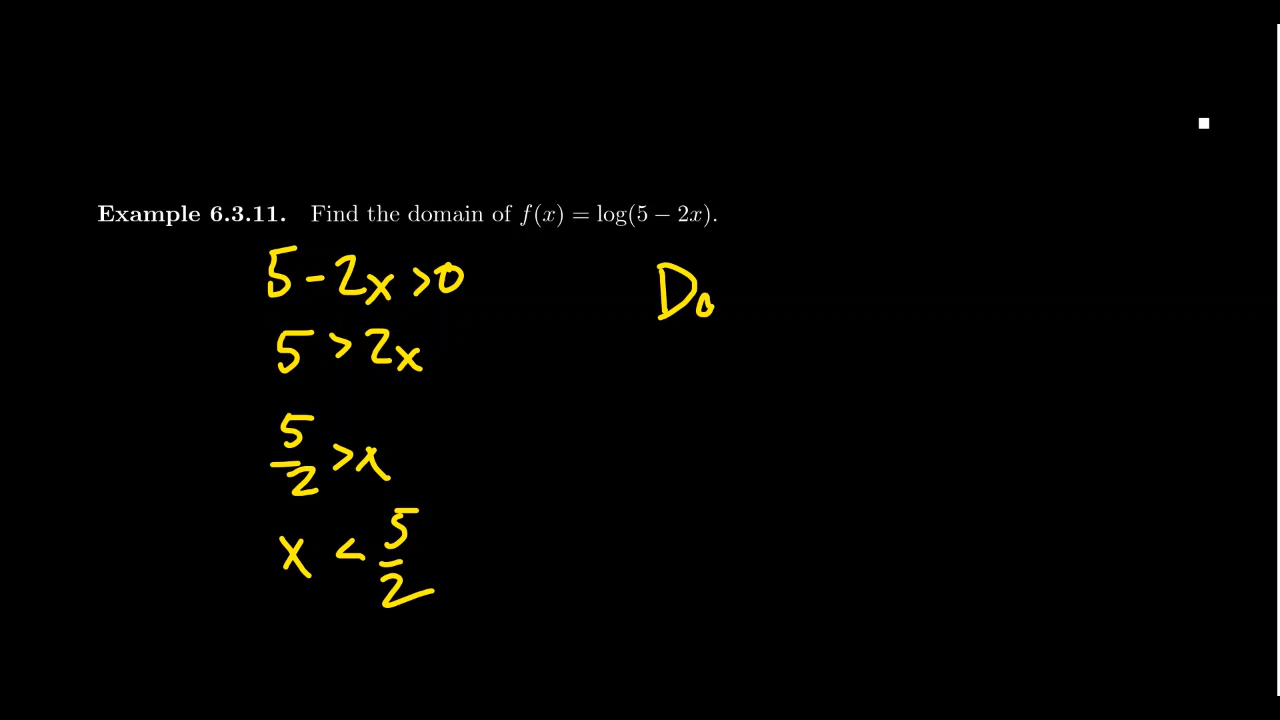 Example 6.3.11. Find the domain of f(x) = log(5 − 2x).
5 - 2x > 0
5 > 2x
5/2 > x
x < 5/2
Do